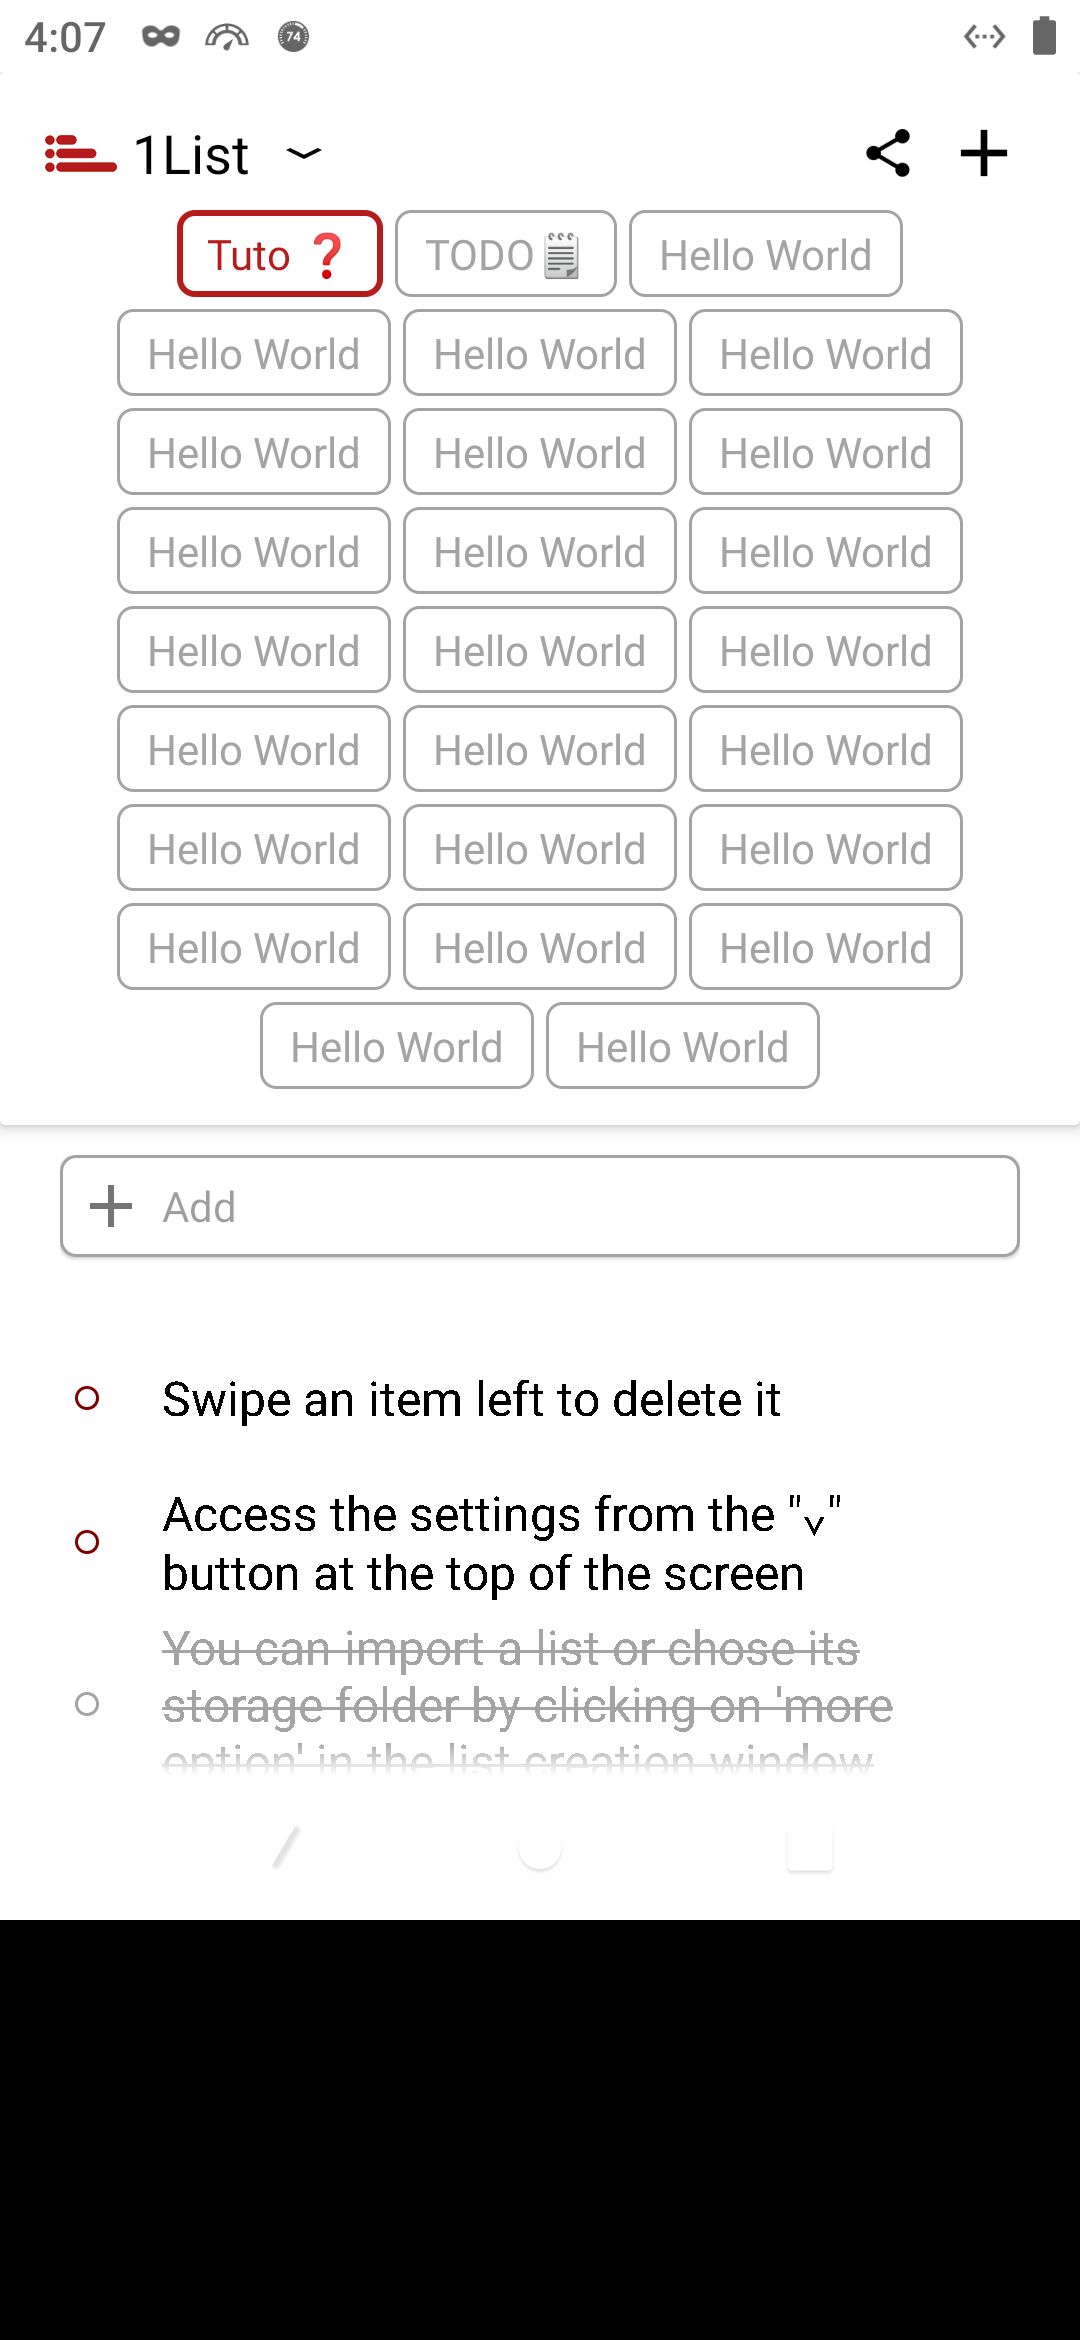 4:07
74
1List
Tuto ❓ TODO🗒 Hello World
Hello World Hello World Hello World
Hello World Hello World Hello World
Hello World Hello World Hello World
Hello World Hello World Hello World
Hello World Hello World Hello World
Hello World Hello World Hello World
Hello World Hello World Hello World
Hello World Hello World
+ Add
Swipe an item left to delete it
Access the settings from the "⌄"
button at the top of the screen
You can import a list or chose its
storage folder by clicking on 'more
option' in the list creation window